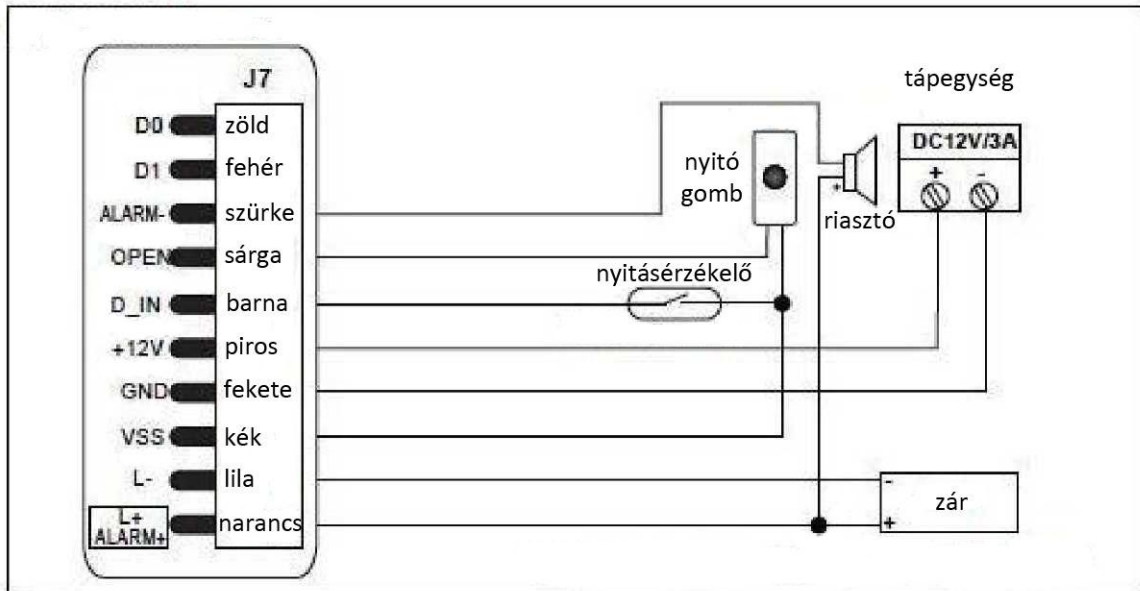 J7
D0 zöld
D1 fehér
ALARM- szürke
OPEN sárga
D_IN barna
+12V piros
GND fekete
VSS kék
L- lila
L+
ALARM+
narancs
nyitó
gomb
+
riasztó
nyitásérzékelő
tápegység
DC12V/3A
+ -
-
zár
+